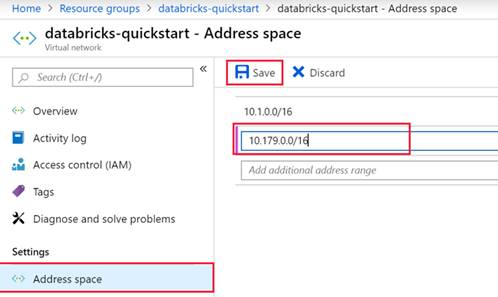 Home > Resource groups > databricks-quickstart > databricks-quickstart - Address space
databricks-quickstart - Address space
Virtual network
Search (Ctrl+/)
«
Save
Discard
Overview
Activity log
Access control (IAM)
Tags
Diagnose and solve problems
Settings
Address space
10.1.0.0/16
10.179.0.0/16
Add additional address range